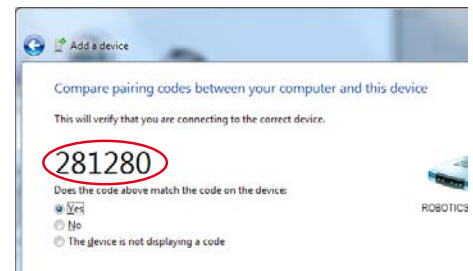 Add a device
Compare pairing codes between your computer and this device
This will verify that you are connecting to the correct device.
281280
Does the code above match the code on the device:
Yes
ROBOTICS
No
The device is not displaying a code